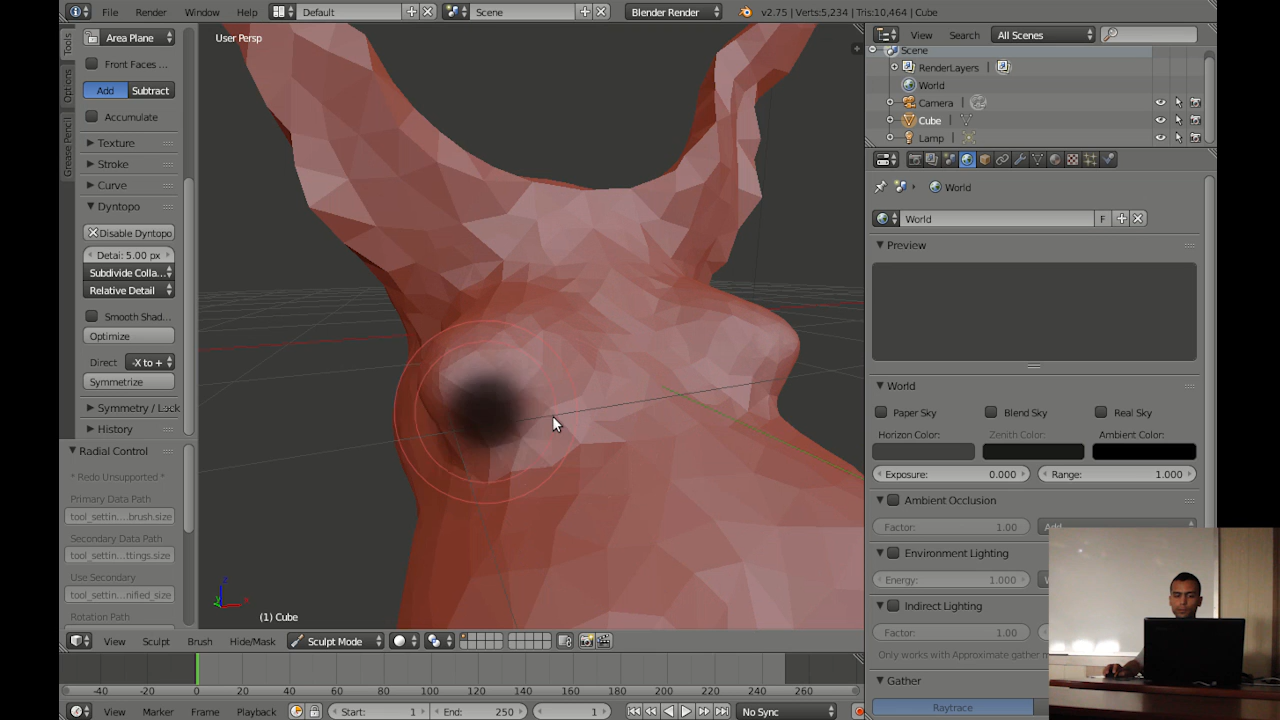 File Render Window Help Default Scene Blender Render v2.75 | Verts:5,234 | Tris:10,464 | Cube
Tools
Options
Grease Pencil
Area Plane
Front Faces ...
Add Subtract
Accumulate
Texture
Stroke
Curve
Dyntopo
Disable Dyntopo
Detai: 5.00 px
Subdivide Colla...
Relative Detail
Smooth Shad...
Optimize
Direct -X to +
Symmetrize
Symmetry / Lock
History
Radial Control
* Redo Unsupported *
Primary Data Path
tool_settin....brush.size
Secondary Data Path
tool_settin...ttings.size
Use Secondary
tool_settin...nified_size
Rotation Path
User Persp
(1) Cube
View Sculpt Brush Hide/Mask Sculpt Mode
-40 -20 0 20 40 60 80 100 120 140 160 180 200 220 240 260
View Marker Frame Playback Start: 1 End: 250 1 No Sync
View Search All Scenes
Scene
RenderLayers
World
Camera
Cube
Lamp
World
World F
Preview
World
Paper Sky Blend Sky Real Sky
Horizon Color: Zenith Color: Ambient Color:
Exposure: 0.000 Range: 1.000
Ambient Occlusion
Factor: 1.00 Add
Environment Lighting
Energy: 1.000
Indirect Lighting
Factor: 1.00
Only works with Approximate gather m
Gather
Raytrace